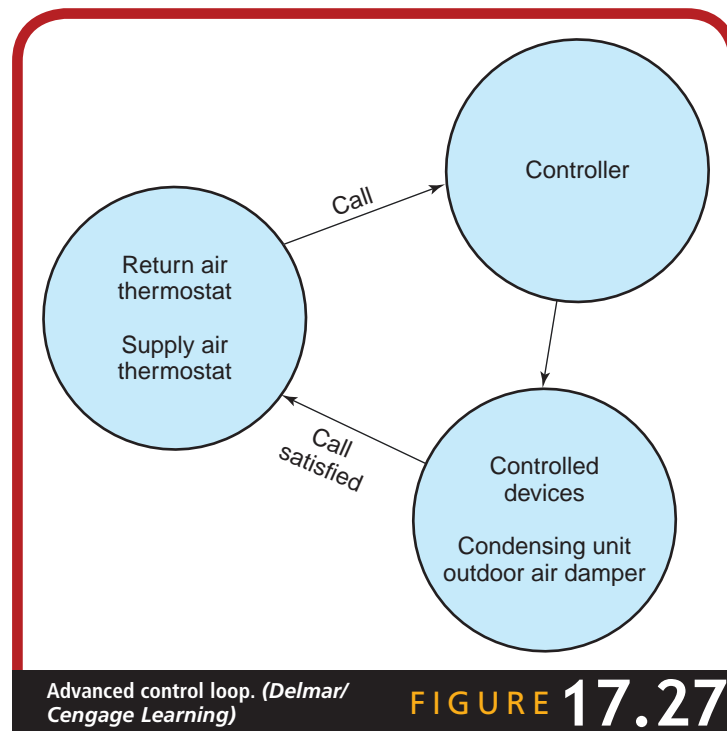 Controller
Call
Return air
thermostat
Supply air
thermostat
Call
satisfied
Controlled
devices
Condensing unit
outdoor air damper
Advanced control loop. (Delmar/
Cengage Learning)
FIGURE 17.27